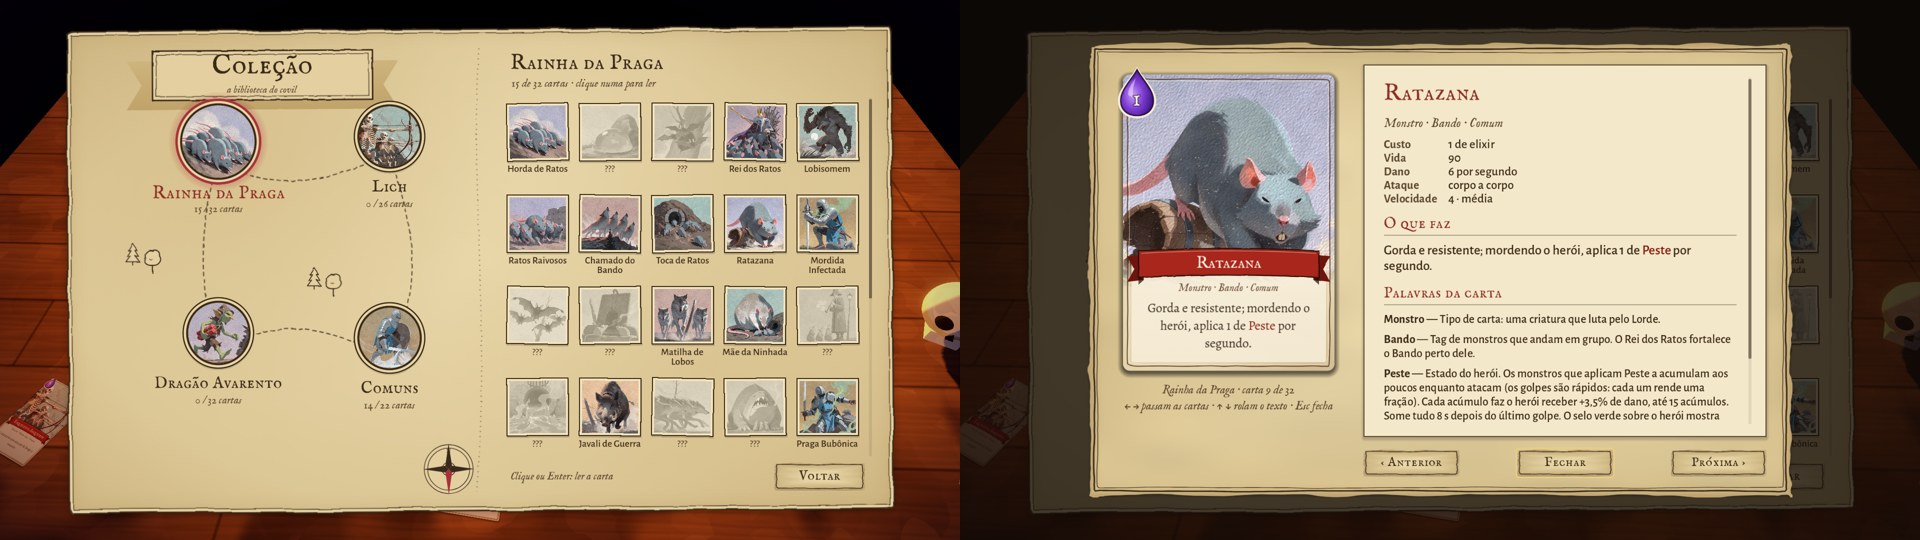 Coleção
a biblioteca do covil
Rainha da Praga
15/32 cartas
Lich
0/26 cartas
Dragão Avarento
0/32 cartas
Comuns
14/22 cartas
Rainha da Praga
15 de 32 cartas · clique numa para ler
Horda de Ratos
???
???
Rei dos Ratos
Lobisomem
Ratos Raivosos
Chamado do
Bando
Toca de Ratos
Ratazana
Mordida
Infectada
???
???
Matilha de
Lobos
Mãe da Ninhada
???
???
Javali de Guerra
???
???
Praga Bubônica
Clique ou Enter: ler a carta
Voltar
1
Ratazana
Monstro · Bando · Comum
Gorda e resistente; mordendo o
herói, aplica 1 de Peste por
segundo.
Rainha da Praga · carta 9 de 32
← → passam as cartas · ↑ ↓ rolam o texto · Esc fecha
Ratazana
Monstro · Bando · Comum
Custo 1 de elixir
Vida 90
Dano 6 por segundo
Ataque corpo a corpo
Velocidade 4 · média
O que faz
Gorda e resistente; mordendo o herói, aplica 1 de Peste por
segundo.
Palavras da carta
Monstro — Tipo de carta: uma criatura que luta pelo Lorde.
Bando — Tag de monstros que andam em grupo. O Rei dos Ratos fortalece
o Bando perto dele.
Peste — Estado do herói. Os monstros que aplicam Peste a acumulam aos
poucos enquanto atacam (os golpes são rápidos: cada um rende uma
fração). Cada acúmulo faz o herói receber +3,5% de dano, até 15 acúmulos.
Some tudo 8 s depois do último golpe. O selo verde sobre o herói mostra
‹ Anterior
Fechar
Próxima ›